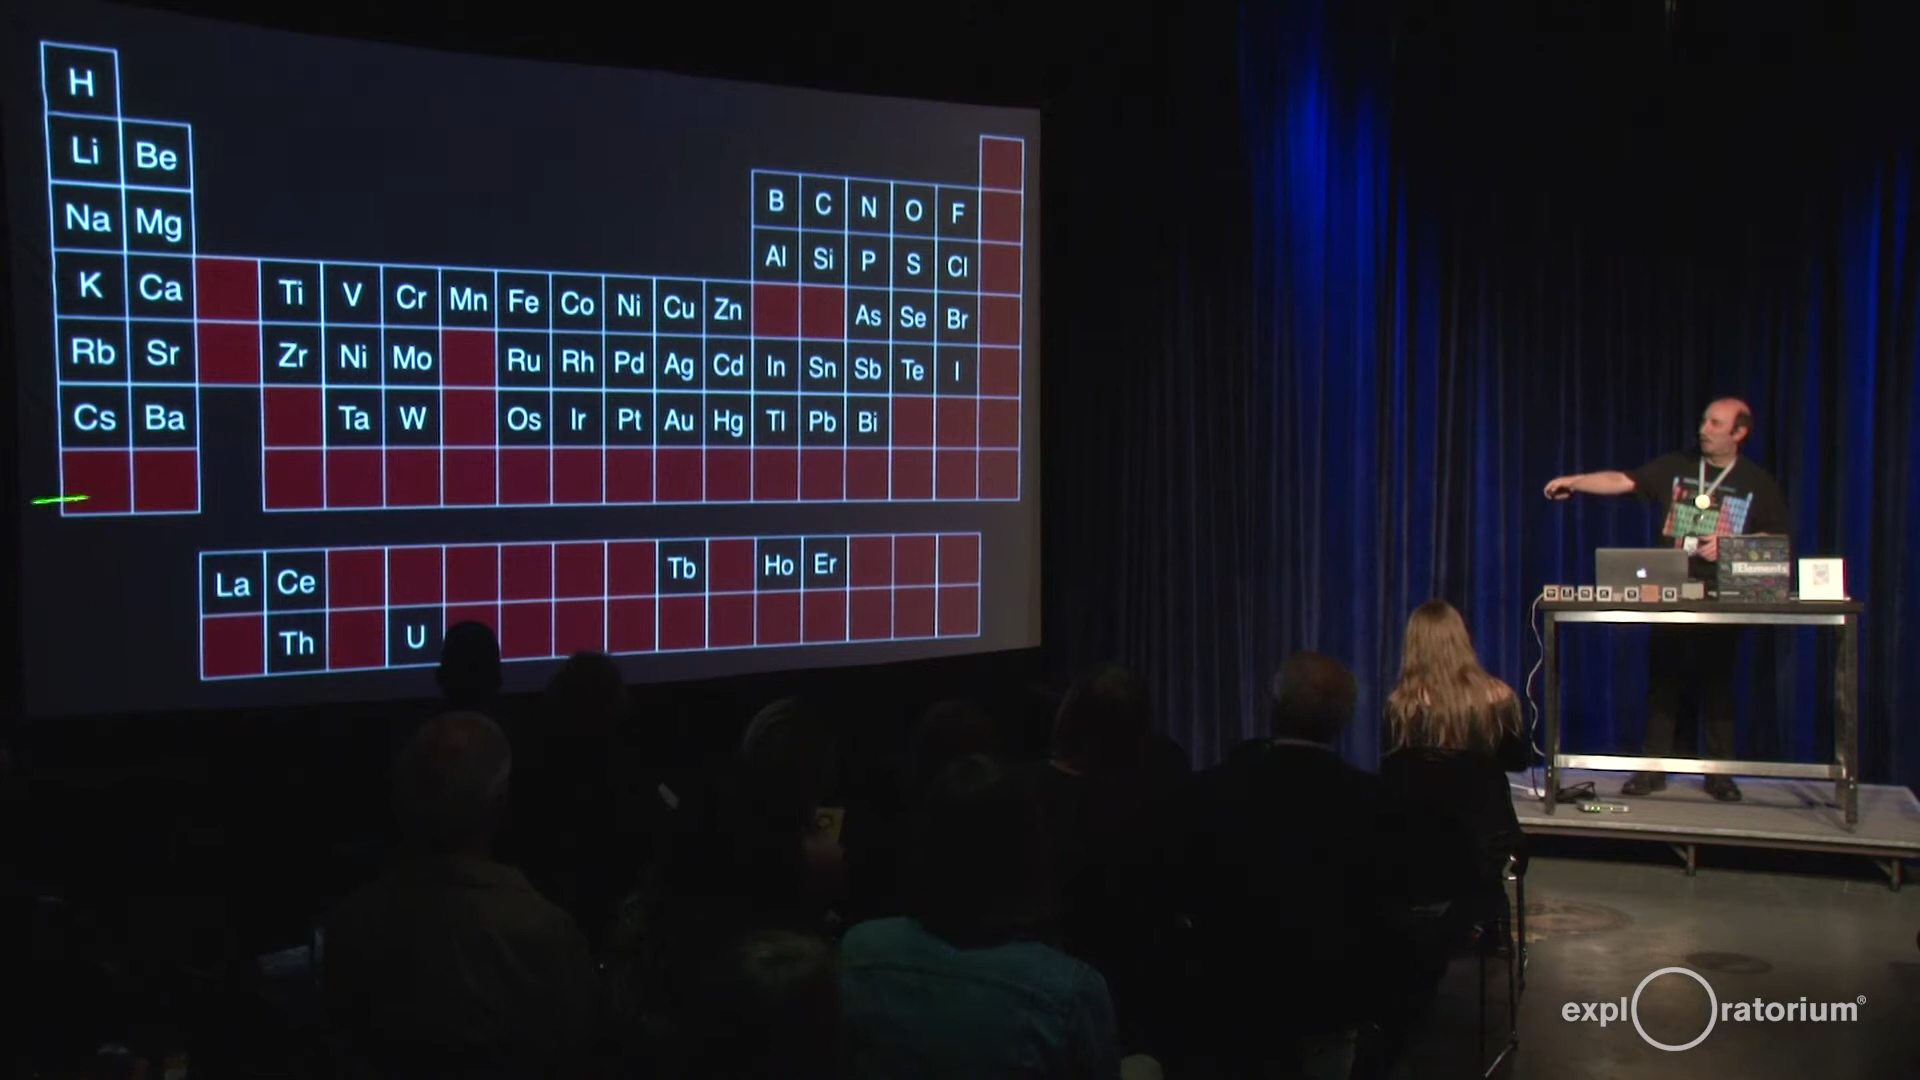 H
Li Be
B C N O F
Na Mg
Al Si P S Cl
K Ca Ti V Cr Mn Fe Co Ni Cu Zn As Se Br
Rb Sr Zr Ni Mo Ru Rh Pd Ag Cd In Sn Sb Te I
Cs Ba Ta W Os Ir Pt Au Hg Tl Pb Bi
La Ce Tb Ho Er
Th U
Elements
exploratorium®